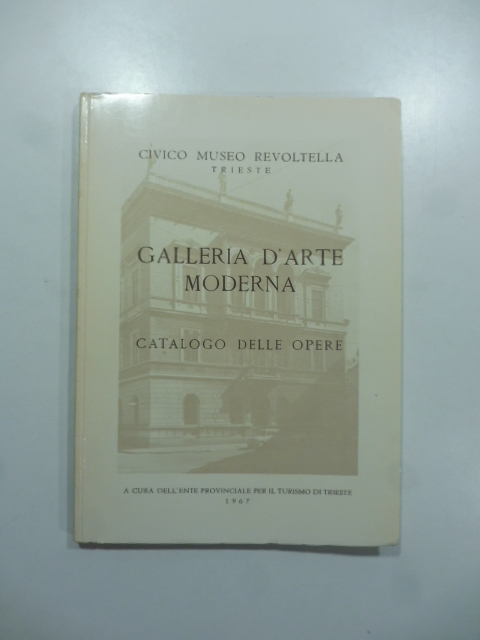 CIVICO MUSEO REVOLTELLA
TRIESTE
GALLERIA D'ARTE
MODERNA
CATALOGO DELLE OPERE
A CURA DELL'ENTE PROVINCIALE PER IL TURISMO DI TRIESTE
1967